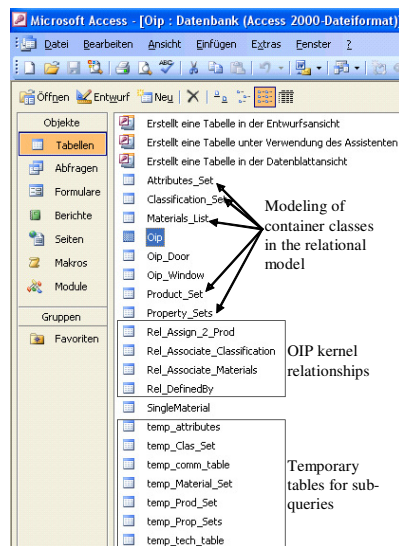 Microsoft Access - [Oip : Datenbank (Access 2000-Dateiformat)]
Datei Bearbeiten Ansicht Einfügen Extras Fenster ?
Öffnen Entwurf Neu
Objekte
Tabellen
Abfragen
Formulare
Berichte
Seiten
Makros
Module
Gruppen
Favoriten
Erstellt eine Tabelle in der Entwurfsansicht
Erstellt eine Tabelle unter Verwendung des Assistenten
Erstellt eine Tabelle in der Datenblattansicht
Attributes_Set
Classification_Set
Materials_List
Oip
Oip_Door
Oip_Window
Product_Set
Property_Sets
Rel_Assign_2_Prod
Rel_Associate_Classification
Rel_Associate_Materials
Rel_DefinedBy
SingleMaterial
temp_attributes
temp_Clas_Set
temp_comm_table
temp_Material_Set
temp_Prod_Set
temp_Prop_Sets
temp_tech_table
Modeling of
container classes
in the relational
model
OIP kernel
relationships
Temporary
tables for sub-
queries